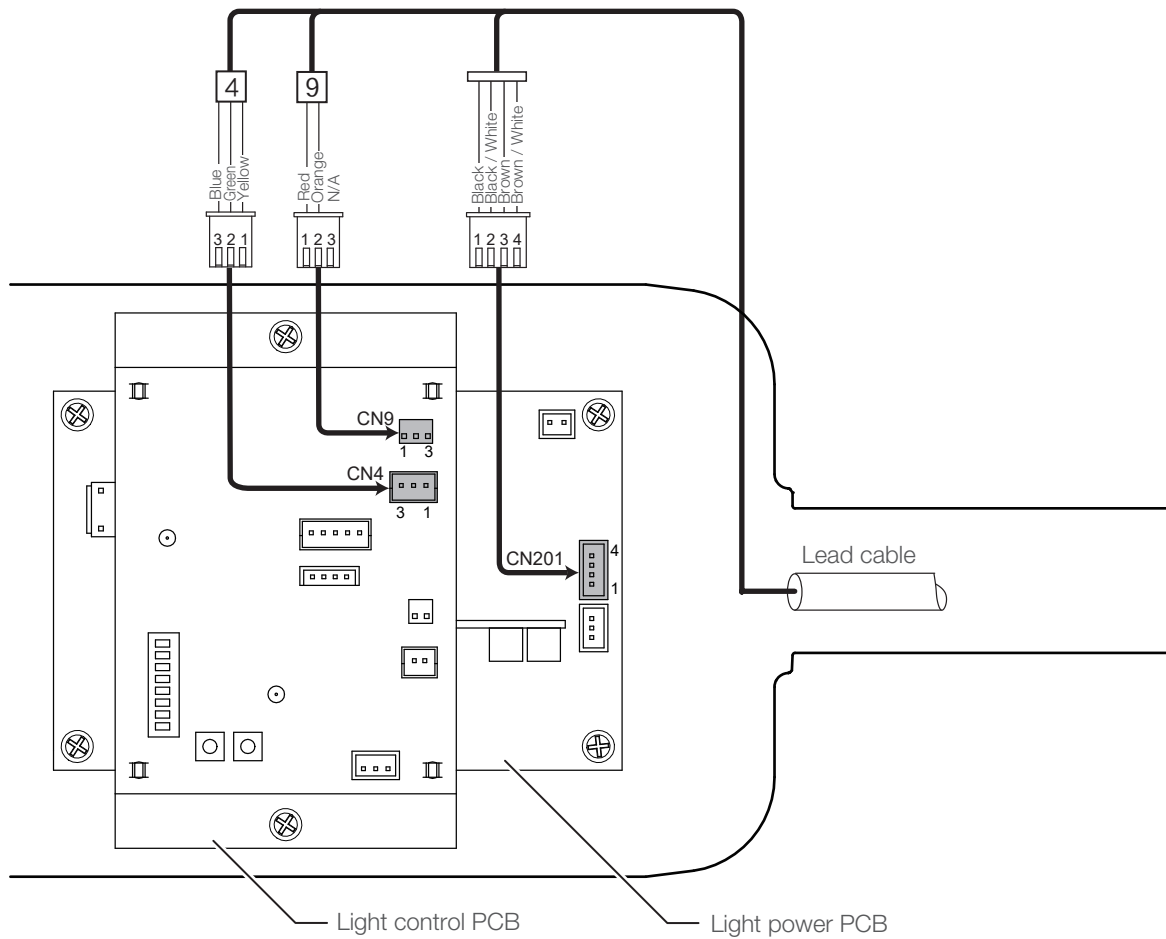 4
9
Blue
Green
Yellow
Red
Orange
N/A
Black
Black / White
Brown
Brown / White
3 2 1
1 2 3
1 2 3 4
CN9
1 3
CN4
3 1
CN201
4
1
Lead cable
Light control PCB
Light power PCB